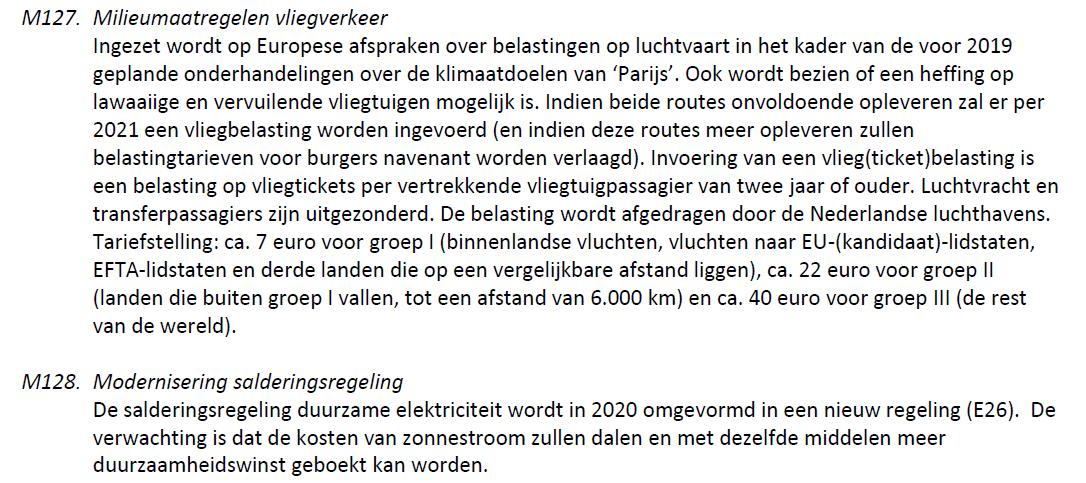 M127. Milieumaatregelen vliegverkeer
Ingezet wordt op Europese afspraken over belastingen op luchtvaart in het kader van de voor 2019
geplande onderhandelingen over de klimaatdoelen van ‘Parijs’. Ook wordt bezien of een heffing op
lawaaiige en vervuilende vliegtuigen mogelijk is. Indien beide routes onvoldoende opleveren zal er per
2021 een vliegbelasting worden ingevoerd (en indien deze routes meer opleveren zullen
belastingtarieven voor burgers navenant worden verlaagd). Invoering van een vlieg(ticket)belasting is
een belasting op vliegtickets per vertrekkende vliegtuigpassagier van twee jaar of ouder. Luchtvracht en
transferpassagiers zijn uitgezonderd. De belasting wordt afgedragen door de Nederlandse luchthavens.
Tariefstelling: ca. 7 euro voor groep I (binnenlandse vluchten, vluchten naar EU-(kandidaat)-lidstaten,
EFTA-lidstaten en derde landen die op een vergelijkbare afstand liggen), ca. 22 euro voor groep II
(landen die buiten groep I vallen, tot een afstand van 6.000 km) en ca. 40 euro voor groep III (de rest
van de wereld).
M128. Modernisering salderingsregeling
De salderingsregeling duurzame elektriciteit wordt in 2020 omgevormd in een nieuw regeling (E26). De
verwachting is dat de kosten van zonnestroom zullen dalen en met dezelfde middelen meer
duurzaamheidswinst geboekt kan worden.